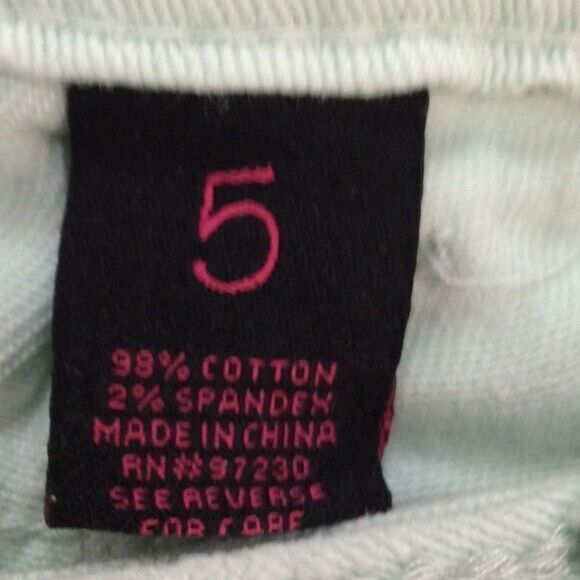 5
98% COTTON
2% SPANDEX
MADE IN CHINA
RN#97230
SEE REVERSE
FOR CARE